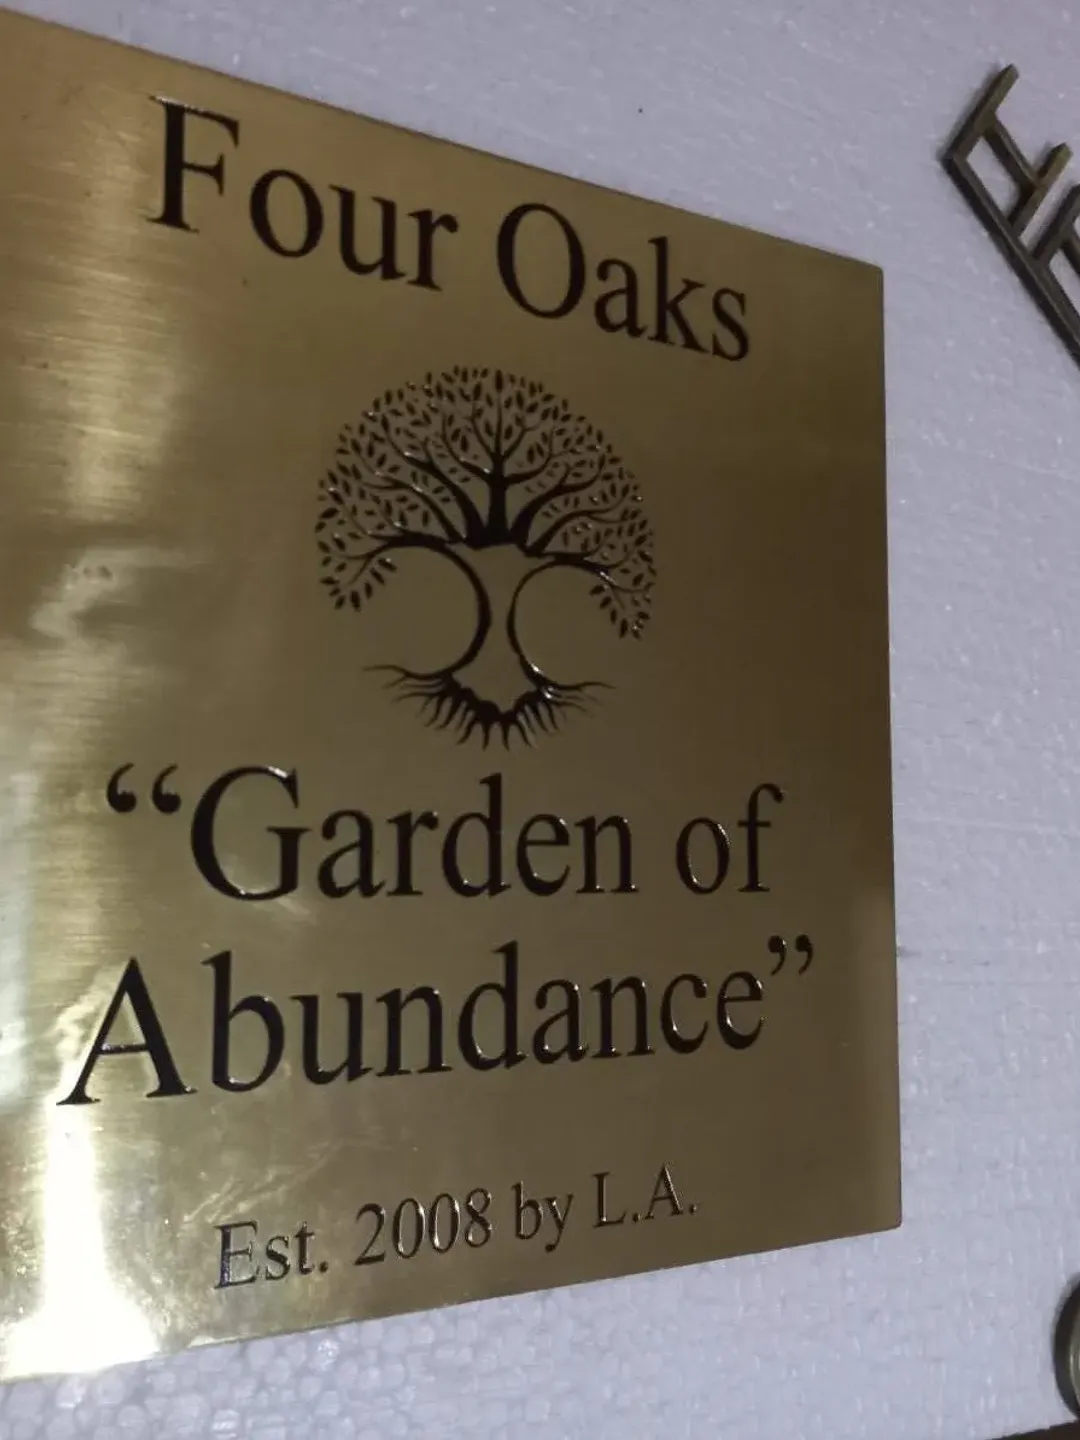 Four Oaks
“Garden of
Abundance”
Est. 2008 by L.A.